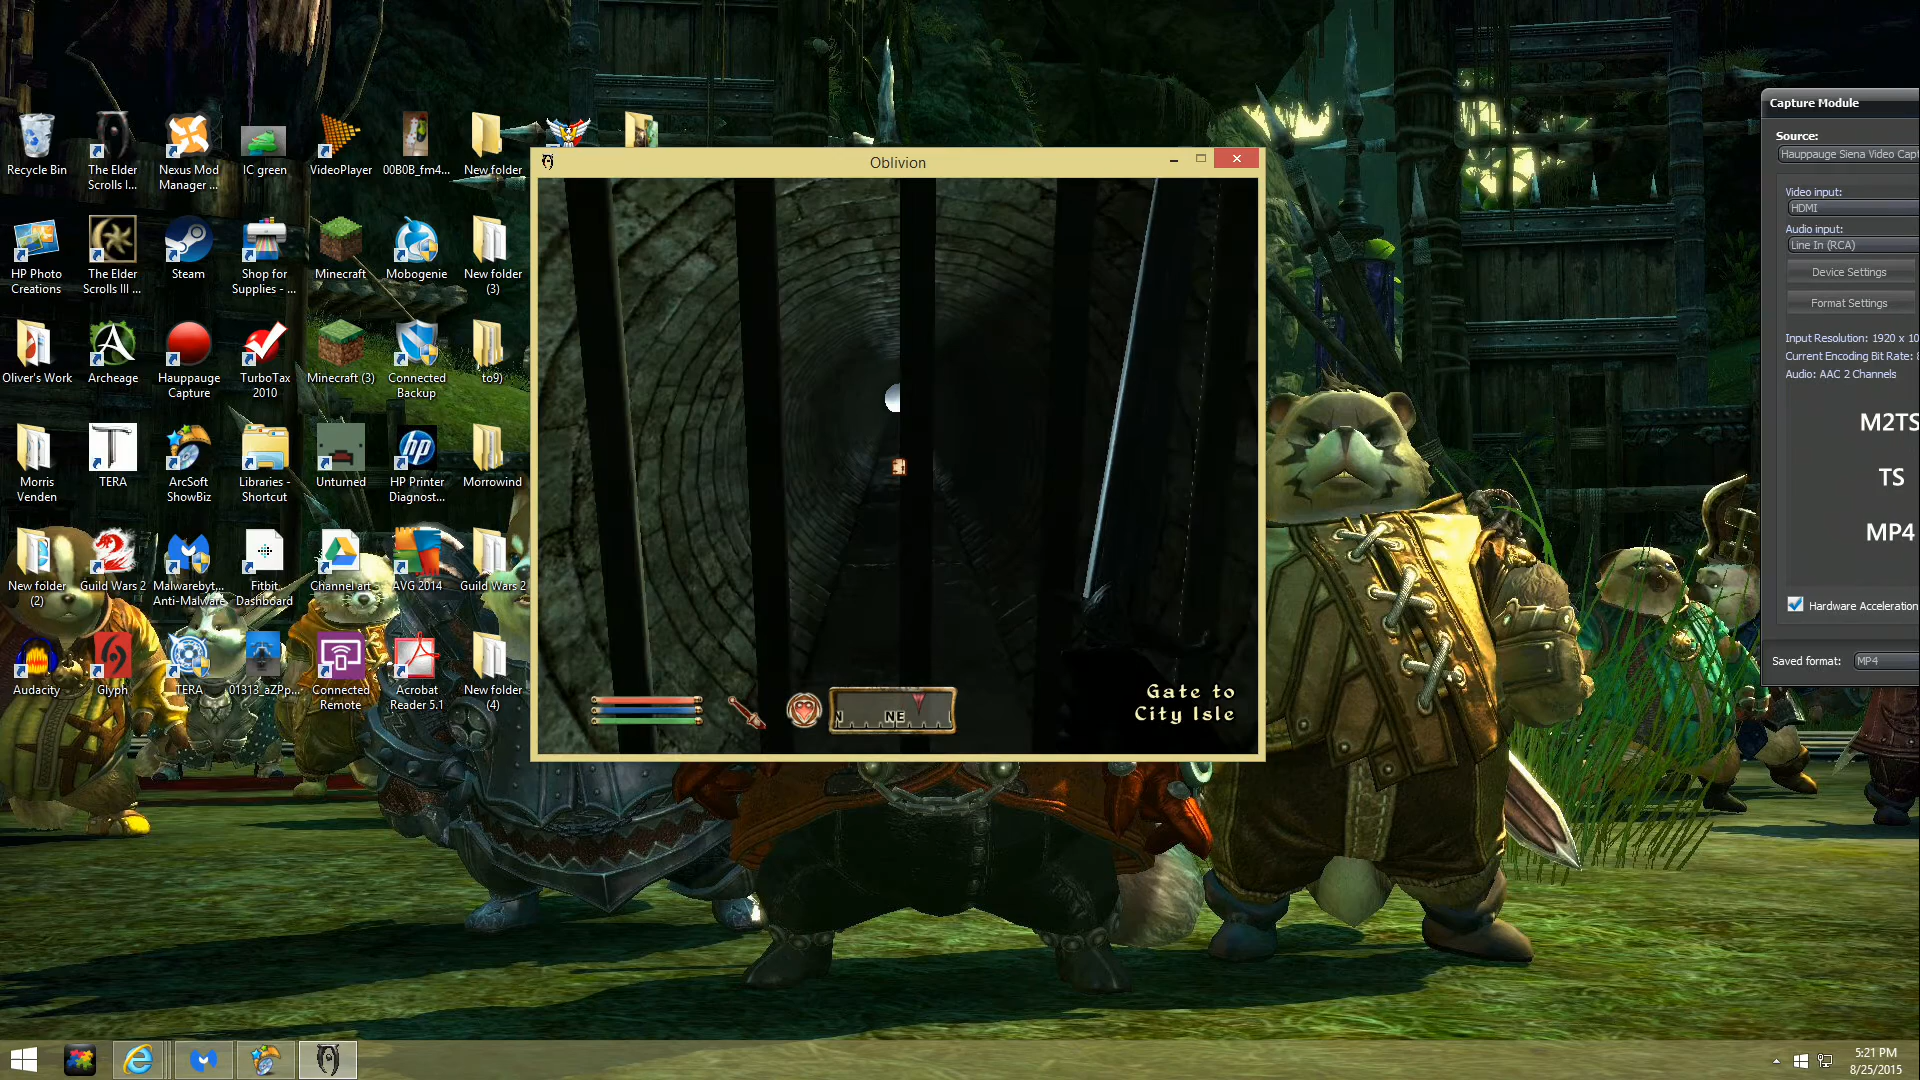 Recycle Bin
The Elder
Scrolls I...
Nexus Mod
Manager ...
IC green
VideoPlayer
00B0B_fm4...
New folder
HP Photo
Creations
The Elder
Scrolls III ...
Steam
Shop for
Supplies - ...
Minecraft
Mobogenie
New folder
(3)
Oliver's Work
Archeage
Hauppauge
Capture
TurboTax
2010
Minecraft (3)
Connected
Backup
to9)
Morris
Venden
TERA
ArcSoft
ShowBiz
Libraries -
Shortcut
Unturned
HP Printer
Diagnost...
Morrowind
New folder
(2)
Guild Wars 2
Malwarebyt...
Anti-Malware
Fitbit
Dashboard
Channel art -
AVG 2014
Guild Wars 2
Audacity
Glyph
TERA
01313_aZPp...
Connected
Remote
Acrobat
Reader 5.1
New folder
(4)
Oblivion
NE
Gate to
City Isle
Capture Module
Source:
Hauppauge Siena Video Capt
Video input:
HDMI
Audio input:
Line In (RCA)
Device Settings
Format Settings
Input Resolution: 1920 x 10
Current Encoding Bit Rate:
Audio: AAC 2 Channels
M2TS
TS
MP4
Hardware Acceleration
Saved format:
MP4
5:21 PM
8/25/2015